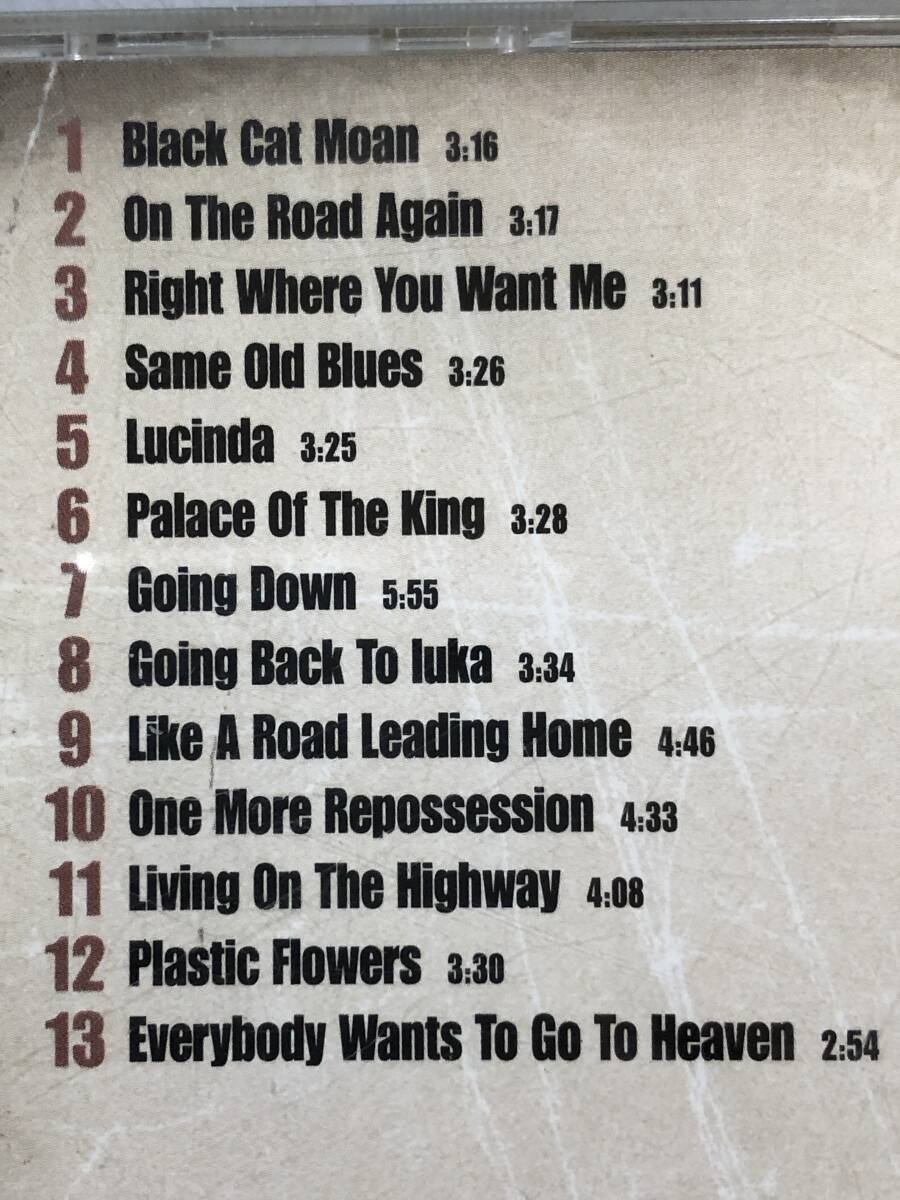 1 Black Cat Moan 3:16
2 On The Road Again 3:17
3 Right Where You Want Me 3:11
4 Same Old Blues 3:26
5 Lucinda 3:25
6 Palace Of The King 3:28
7 Going Down 5:55
8 Going Back To Iuka 3:34
9 Like A Road Leading Home 4:46
10 One More Repossession 4:33
11 Living On The Highway 4:08
12 Plastic Flowers 3:30
13 Everybody Wants To Go To Heaven 2:54